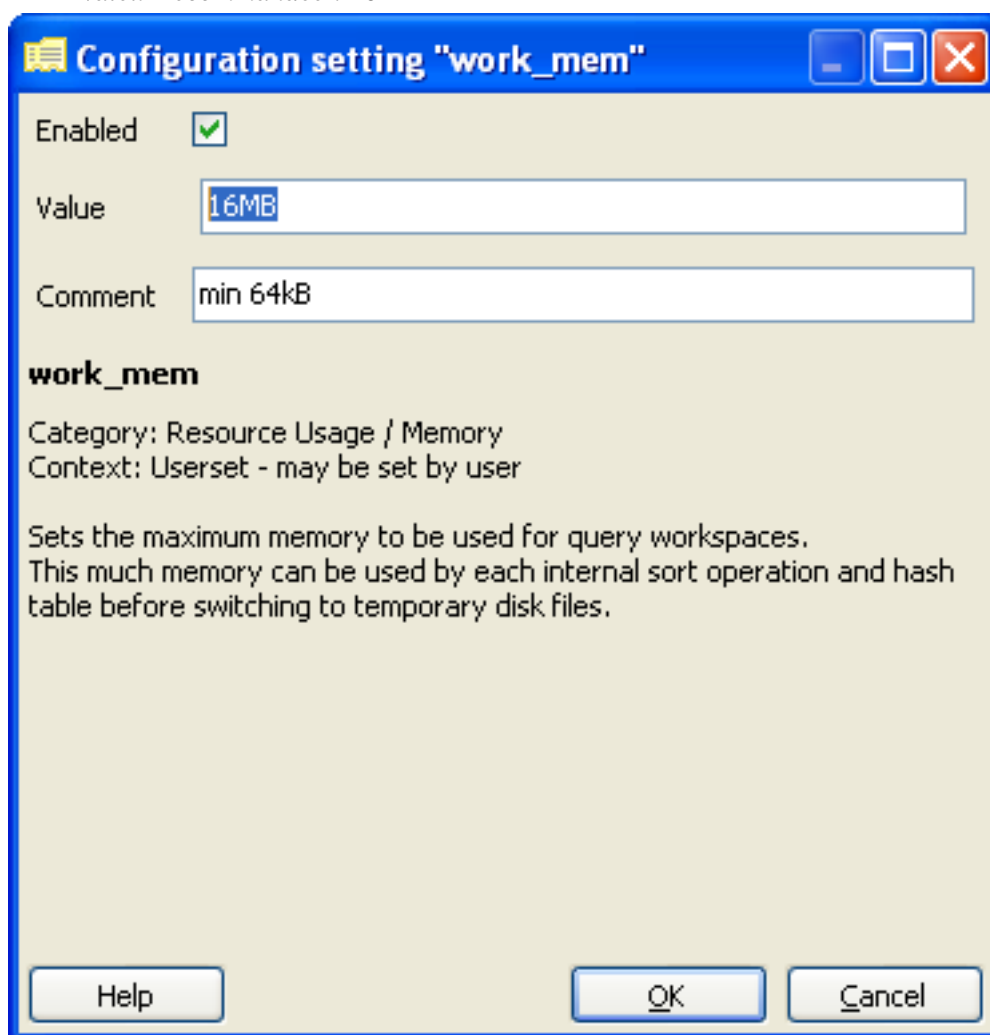 Configuration setting "work_mem"
Enabled
Value 16MB
Comment min 64kB
work_mem
Category: Resource Usage / Memory
Context: Userset - may be set by user
Sets the maximum memory to be used for query workspaces.
This much memory can be used by each internal sort operation and hash
table before switching to temporary disk files.
Help OK Cancel